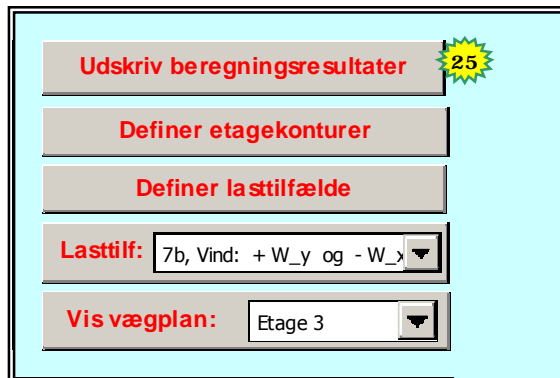 Udskriv beregningsresultater 25
Definer etagekonturer
Definer lasttilfælde
Lasttilf: 7b, Vind: + W_y og - W_x
Vis vægplan: Etage 3